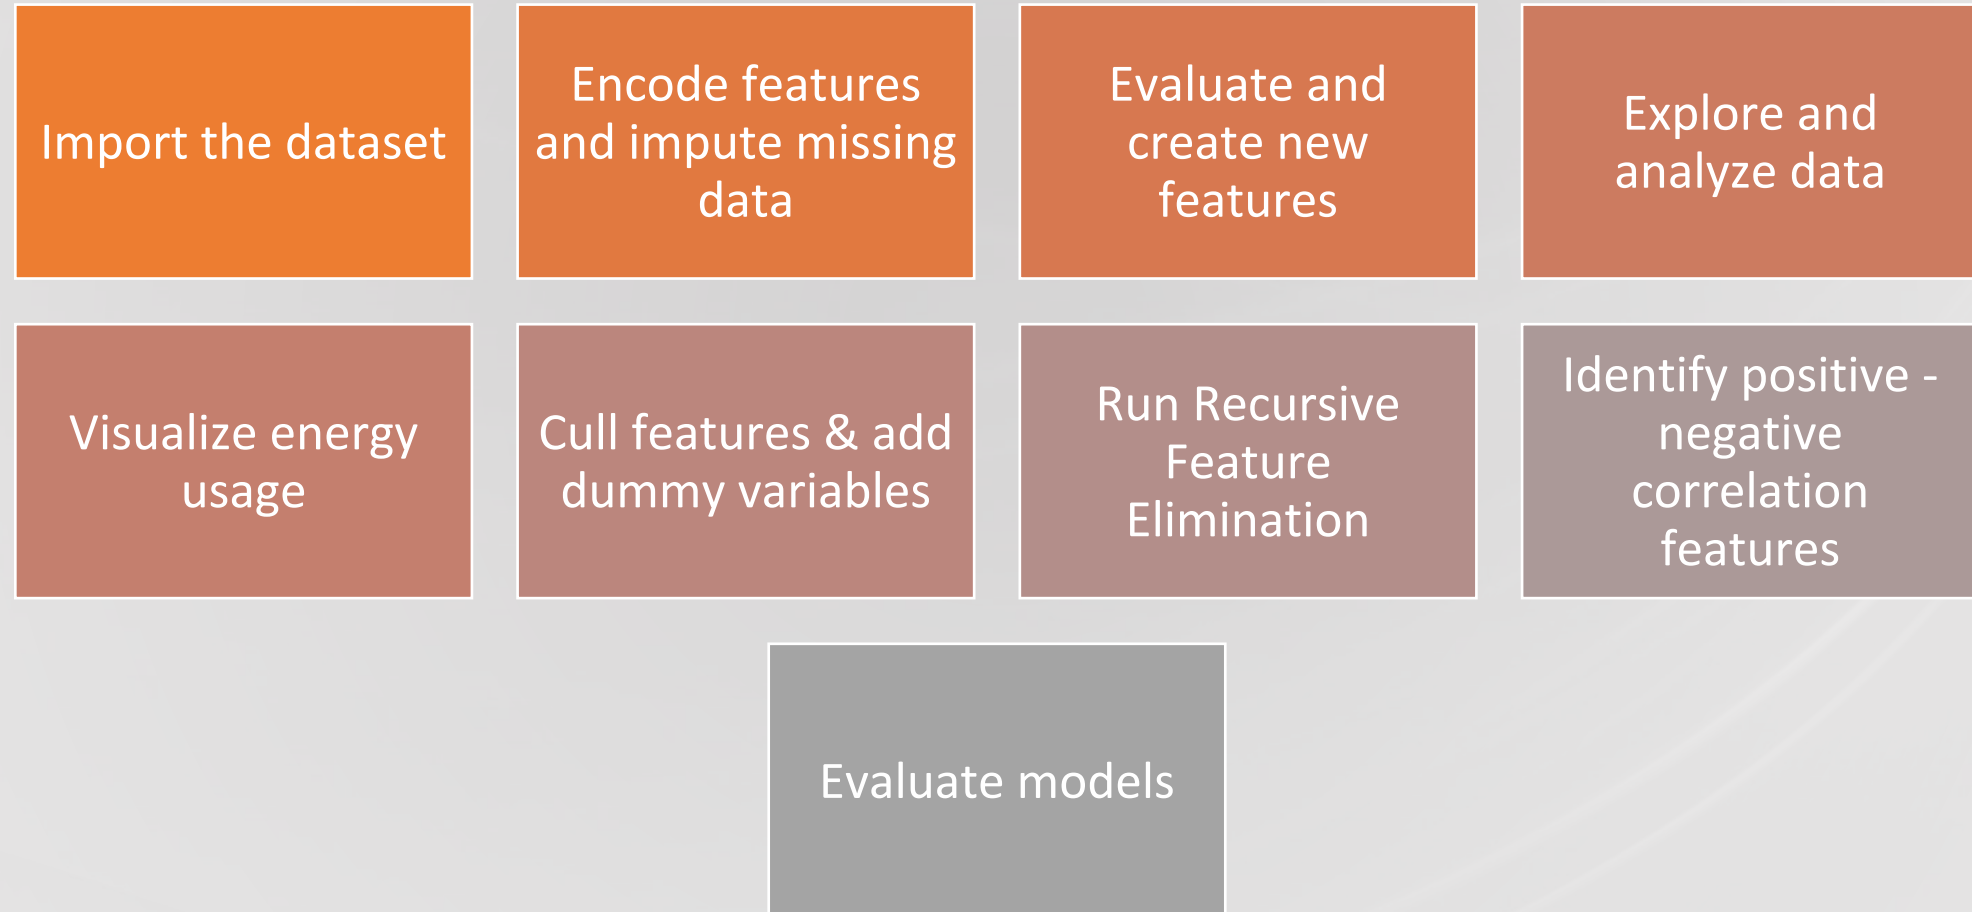 Import the dataset
Encode features
and impute missing
data
Evaluate and
create new
features
Explore and
analyze data
Visualize energy
usage
Cull features & add
dummy variables
Run Recursive
Feature
Elimination
Identify positive -
negative
correlation
features
Evaluate models